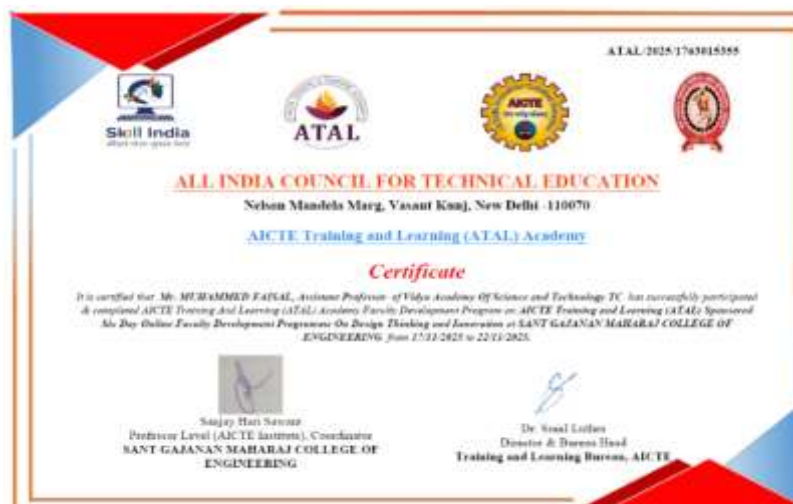 ATAL/2025/1763015355
Skill India
ATAL
AICTE
ALL INDIA COUNCIL FOR TECHNICAL EDUCATION
Nelson Mandela Marg, Vasant Kunj, New Delhi -110070
AICTE Training and Learning (ATAL) Academy
Certificate
It is certified that Mr. MUHAMMED FAISAL, Assistant Professor of Vidya Academy Of Science and Technology TC has successfully participated
& completed AICTE Training And Learning (ATAL) Academy Faculty Development Program on AICTE Training and Learning (ATAL) Sponsored
Six Day Online Faculty Development Programme On Design Thinking and Innovation at SANT GAJANAN MAHARAJ COLLEGE OF
ENGINEERING from 17/11/2025 to 22/11/2025.
Sanjay Hari Sawant
Professor Level (AICTE Institute), Coordinator
SANT GAJANAN MAHARAJ COLLEGE OF
ENGINEERING
Dr.
Director & Bureau Head
Training and Learning Bureau, AICTE